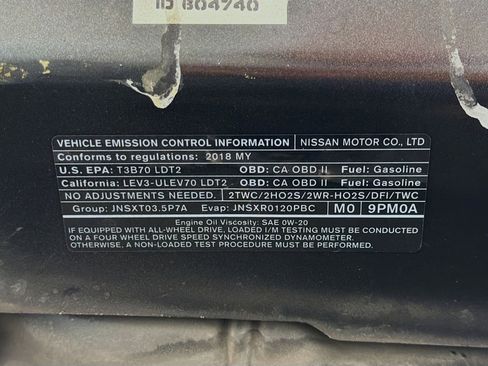 ID B04740
VEHICLE EMISSION CONTROL INFORMATION NISSAN MOTOR CO., LTD
Conforms to regulations: 2018 MY
U.S. EPA: T3B70 LDT2 OBD: CA OBD II Fuel: Gasoline
California: LEV3-ULEV70 LDT2 OBD: CA OBD II Fuel: Gasoline
NO ADJUSTMENTS NEEDED. 2TWC/2HO2S/2WR-HO2S/DFI/TWC
Group: JNSXT03.5P7A Evap: JNSXR0120PBC M0 9PM0A
Engine Oil Viscosity: SAE 0W-20
IF EQUIPPED WITH ALL-WHEEL DRIVE, LOADED I/M TESTING MUST BE CONDUCTED
ON A FOUR WHEEL DRIVE SPEED SYNCHRONIZED DYNAMOMETER.
OTHERWISE, A NON-LOADED TEST PROCEDURE MUST BE PERFORMED.